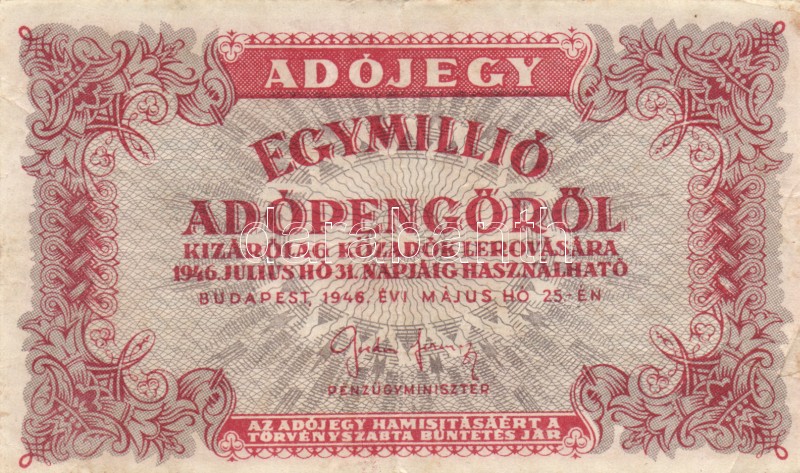 ADÓJEGY
EGYMILLIÓ
ADÓPENGŐRŐL
KIZÁRÓLAG KÖZADÓK LEROVÁSÁRA
1946. JULIUS HÓ 31. NAPJÁIG HASZNÁLHATÓ
BUDAPEST, 1946. ÉVI MÁJUS HÓ 25-ÉN
PÉNZÜGYMINISZTER
AZ ADÓJEGY HAMISITÁSÁÉRT A
TÖRVÉNYSZABTA BÜNTETÉS JÁR
darabanth